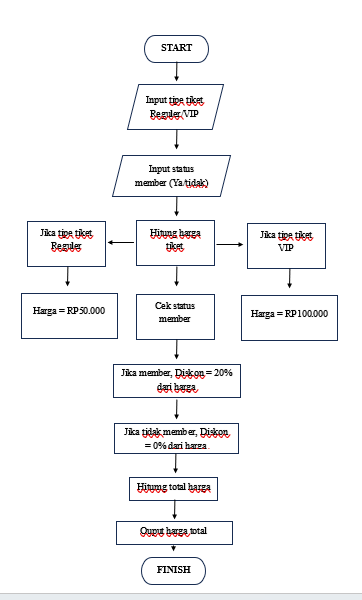 START
Input tipe tiket
Reguler/VIP
Input status
member (Ya/tidak)
Jika tipe tiket
Reguler
Hitung harga
tiket
Jika tipe tiket
VIP
Harga = RP50.000
Cek status
member
Harga = RP100.000
Jika member, Diskon = 20%
dari harga
Jika tidak member, Diskon
= 0% dari harga
Hitung total harga
Ouput harga total
FINISH